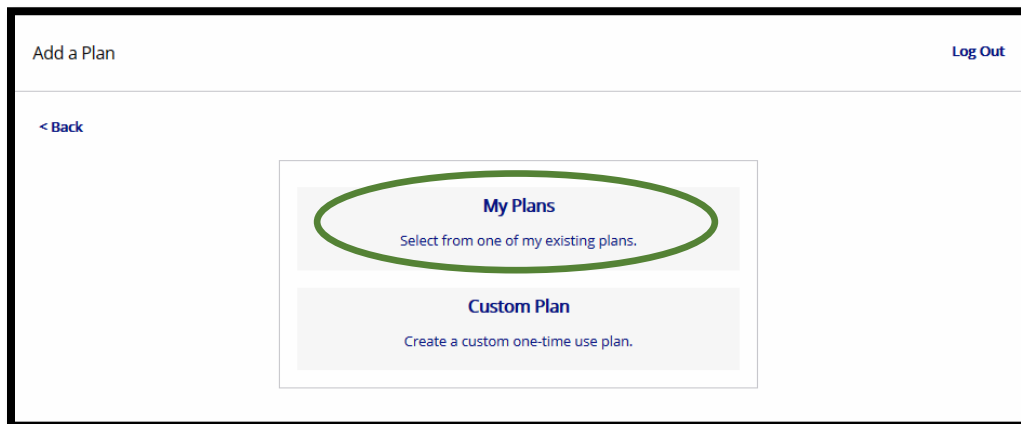 Add a Plan
Log Out
< Back
My Plans
Select from one of my existing plans.
Custom Plan
Create a custom one-time use plan.